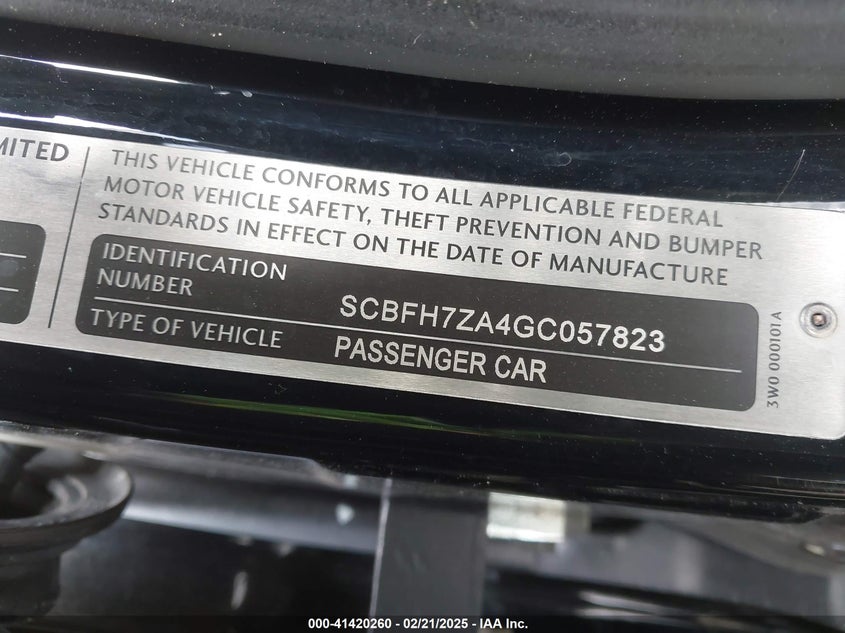 MITED
THIS VEHICLE CONFORMS TO ALL APPLICABLE FEDERAL
MOTOR VEHICLE SAFETY, THEFT PREVENTION AND BUMPER
STANDARDS IN EFFECT ON THE DATE OF MANUFACTURE
IDENTIFICATION
NUMBER
SCBFH7ZA4GC057823
TYPE OF VEHICLE
PASSENGER CAR
3W0 000101 A
000-41420260 - 02/21/2025 - IAA Inc.